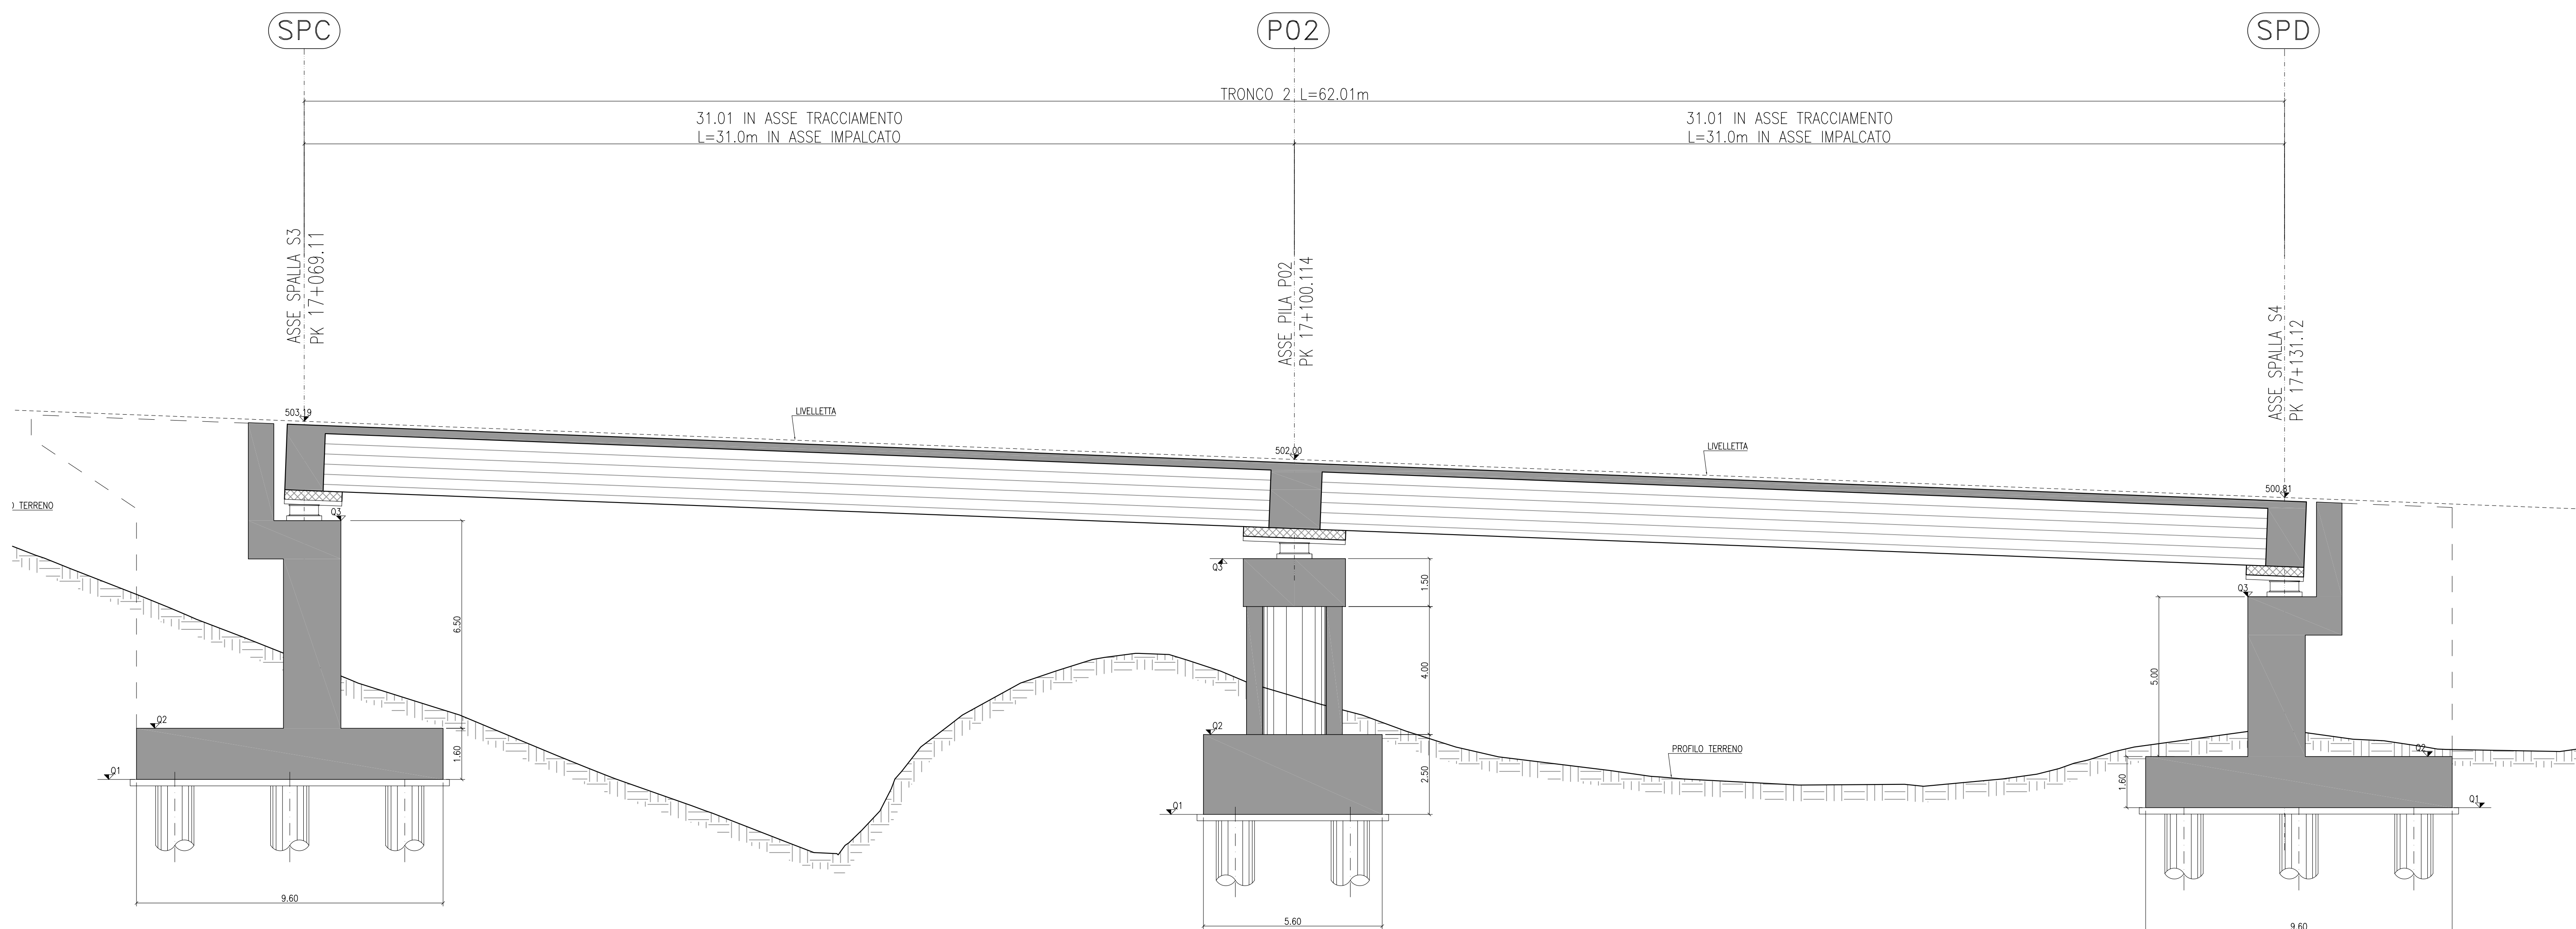 SPC
P02
SPD
TRONCO 2 L=62.01m
31.01 IN ASSE TRACCIAMENTO
L=31.0m IN ASSE IMPALCATO
31.01 IN ASSE TRACCIAMENTO
L=31.0m IN ASSE IMPALCATO
ASSE SPALLA S3
PK 17+069.11
ASSE PILA P02
PK 17+100.114
ASSE SPALLA S4
PK 17+131.12
503,19
LIVELLETTA
502,00
LIVELLETTA
500,81
O TERRENO
Q3
Q3
Q3
6.50
1.50
4.00
5.00
Q2
Q2
Q2
PROFILO TERRENO
1.60
2.50
1.60
Q1
Q1
Q1
9.60
5.60
9.60